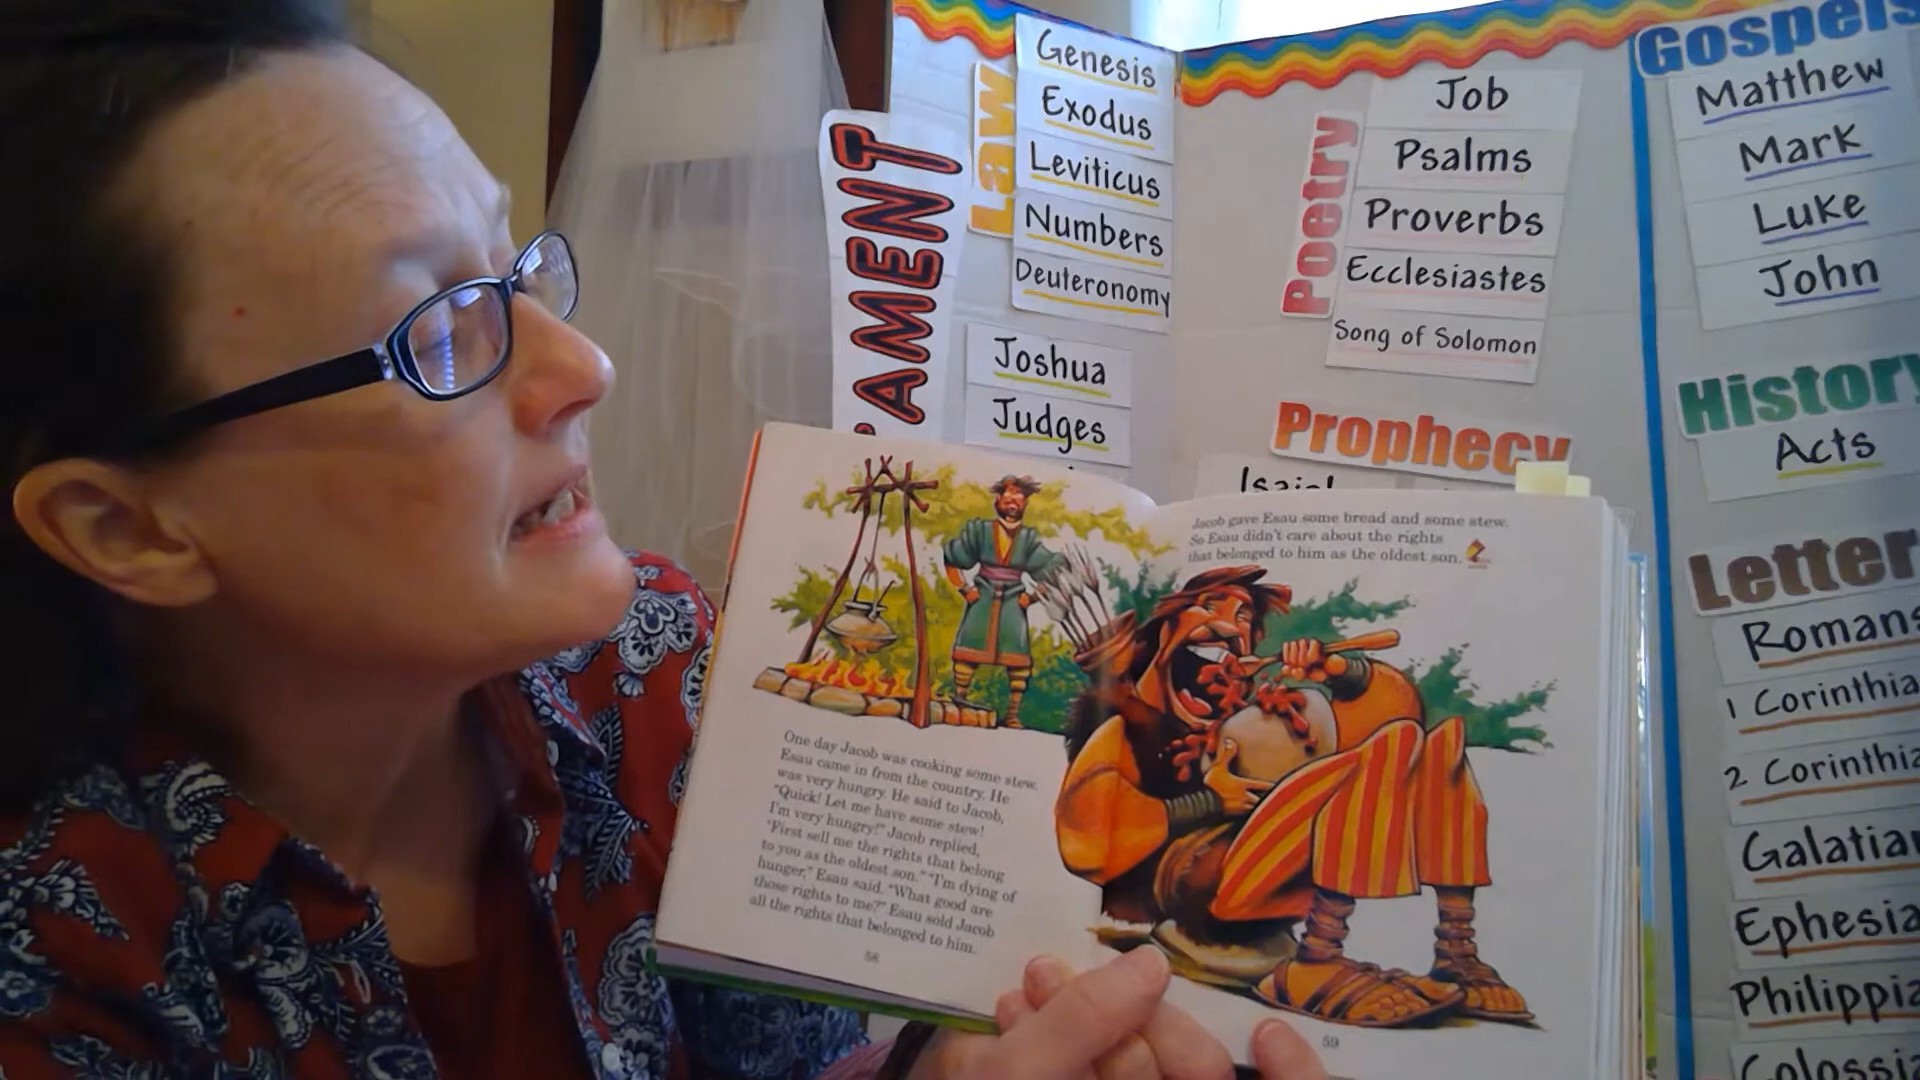 AMENT
Law
Genesis
Exodus
Leviticus
Numbers
Deuteronomy
Joshua
Judges
Poetry
Job
Psalms
Proverbs
Ecclesiastes
Song of Solomon
Prophecy
Gospels
Matthew
Mark
Luke
John
History
Acts
Letter
Romans
1 Corinthia
2 Corinthia
Galatian
Ephesia
Philippia
Colossi
One day Jacob was cooking some stew.
Esau came in from the country. He
was very hungry. He said to Jacob,
"Quick! Let me have some stew!
I'm very hungry!" Jacob replied,
"First sell me the rights that belong
to you as the oldest son." "I'm dying of
hunger," Esau said. "What good are
those rights to me?" Esau sold Jacob
all the rights that belonged to him.
58
Jacob gave Esau some bread and some stew.
So Esau didn't care about the rights
that belonged to him as the oldest son.
59